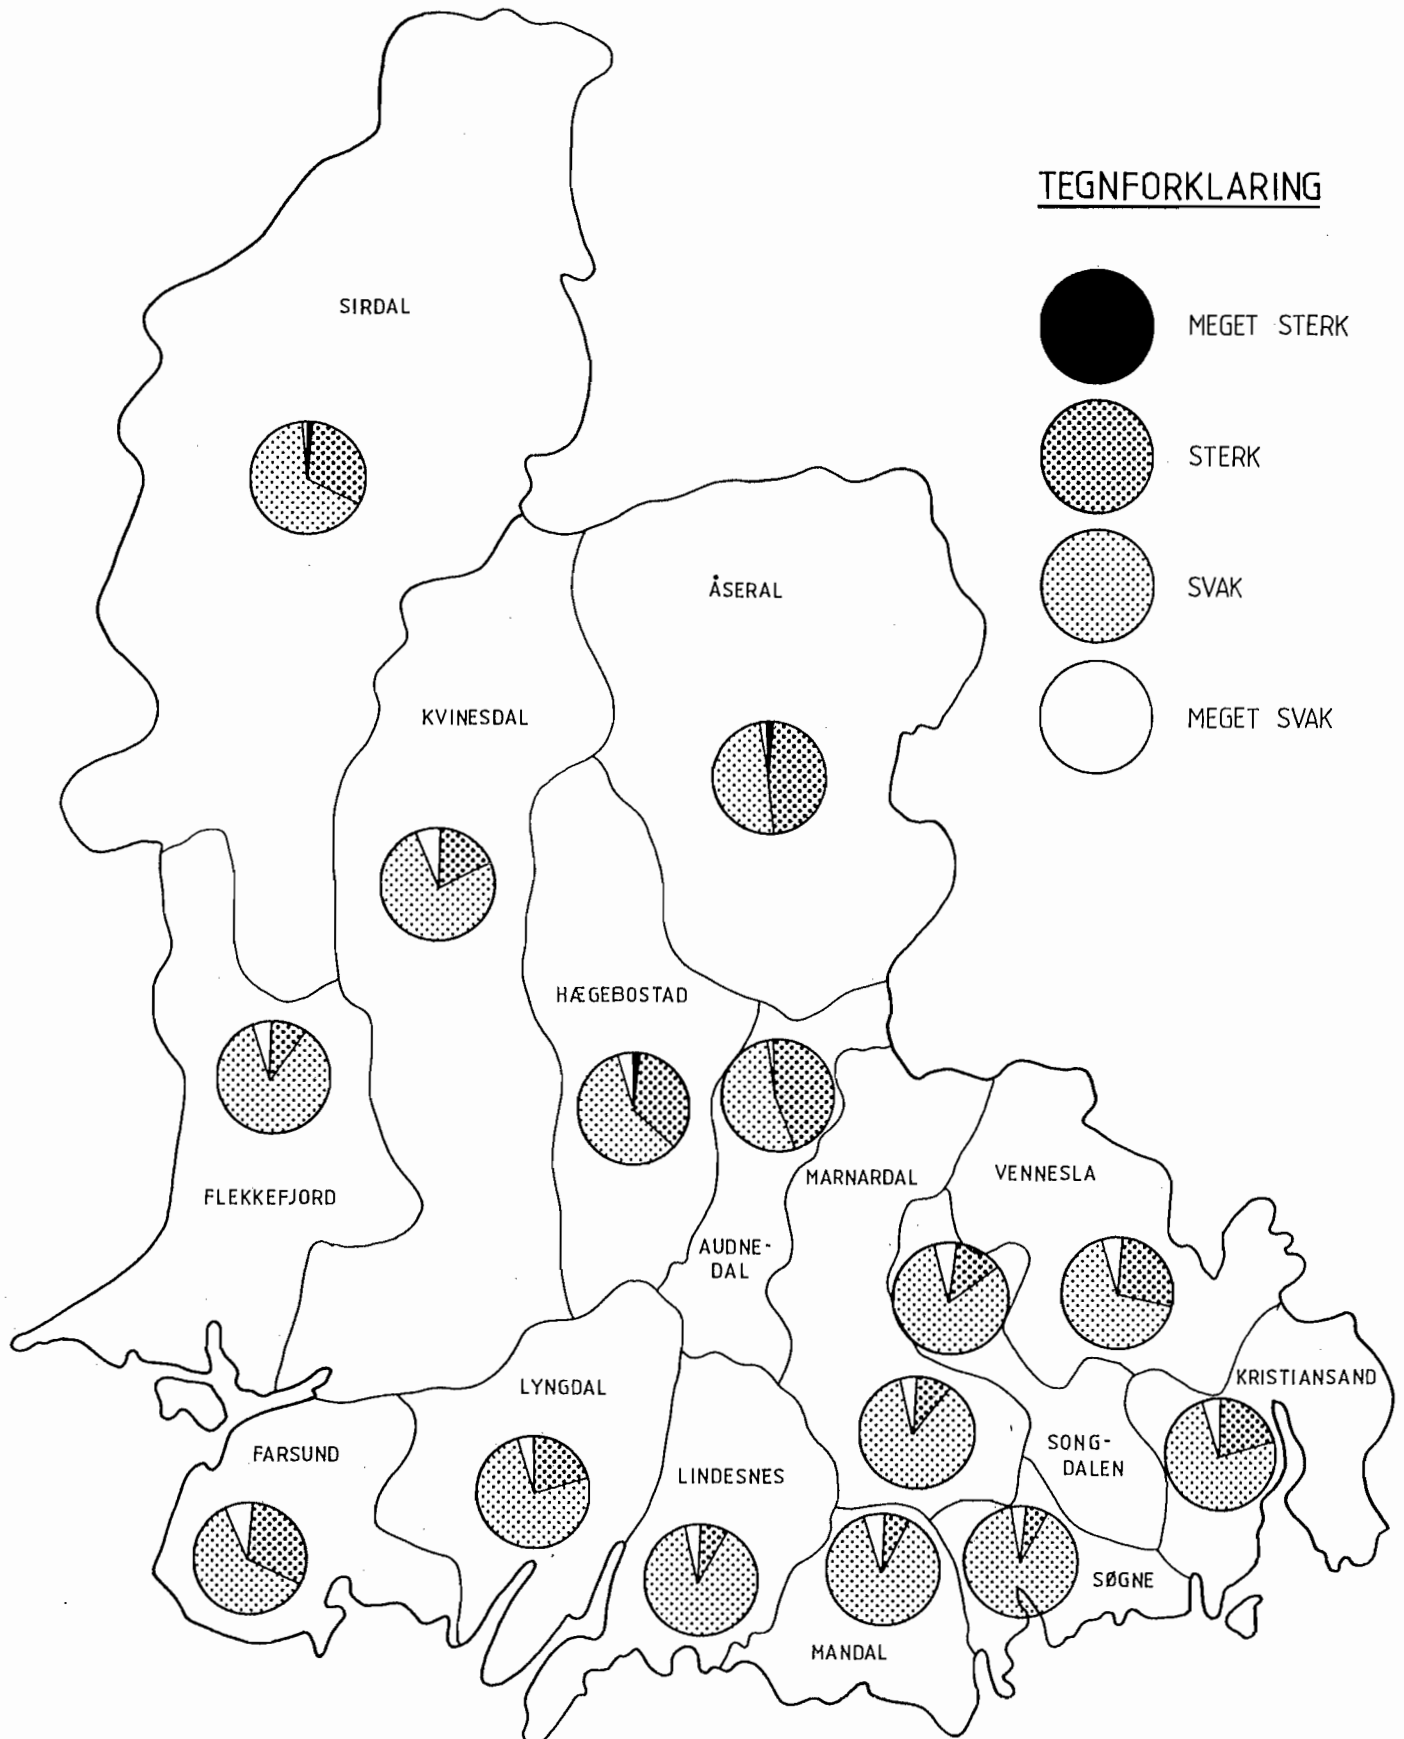 TEGNFORKLARING
MEGET STERK
STERK
SVAK
MEGET SVAK
SIRDAL
ÅSERAL
KVINESDAL
HÆGEBOSTAD
FLEKKEFJORD
AUDNE-
DAL
MARNARDAL
VENNESLA
KRISTIANSAND
LYNGDAL
FARSUND
LINDESNES
SONG-
DALEN
SØGNE
MANDAL